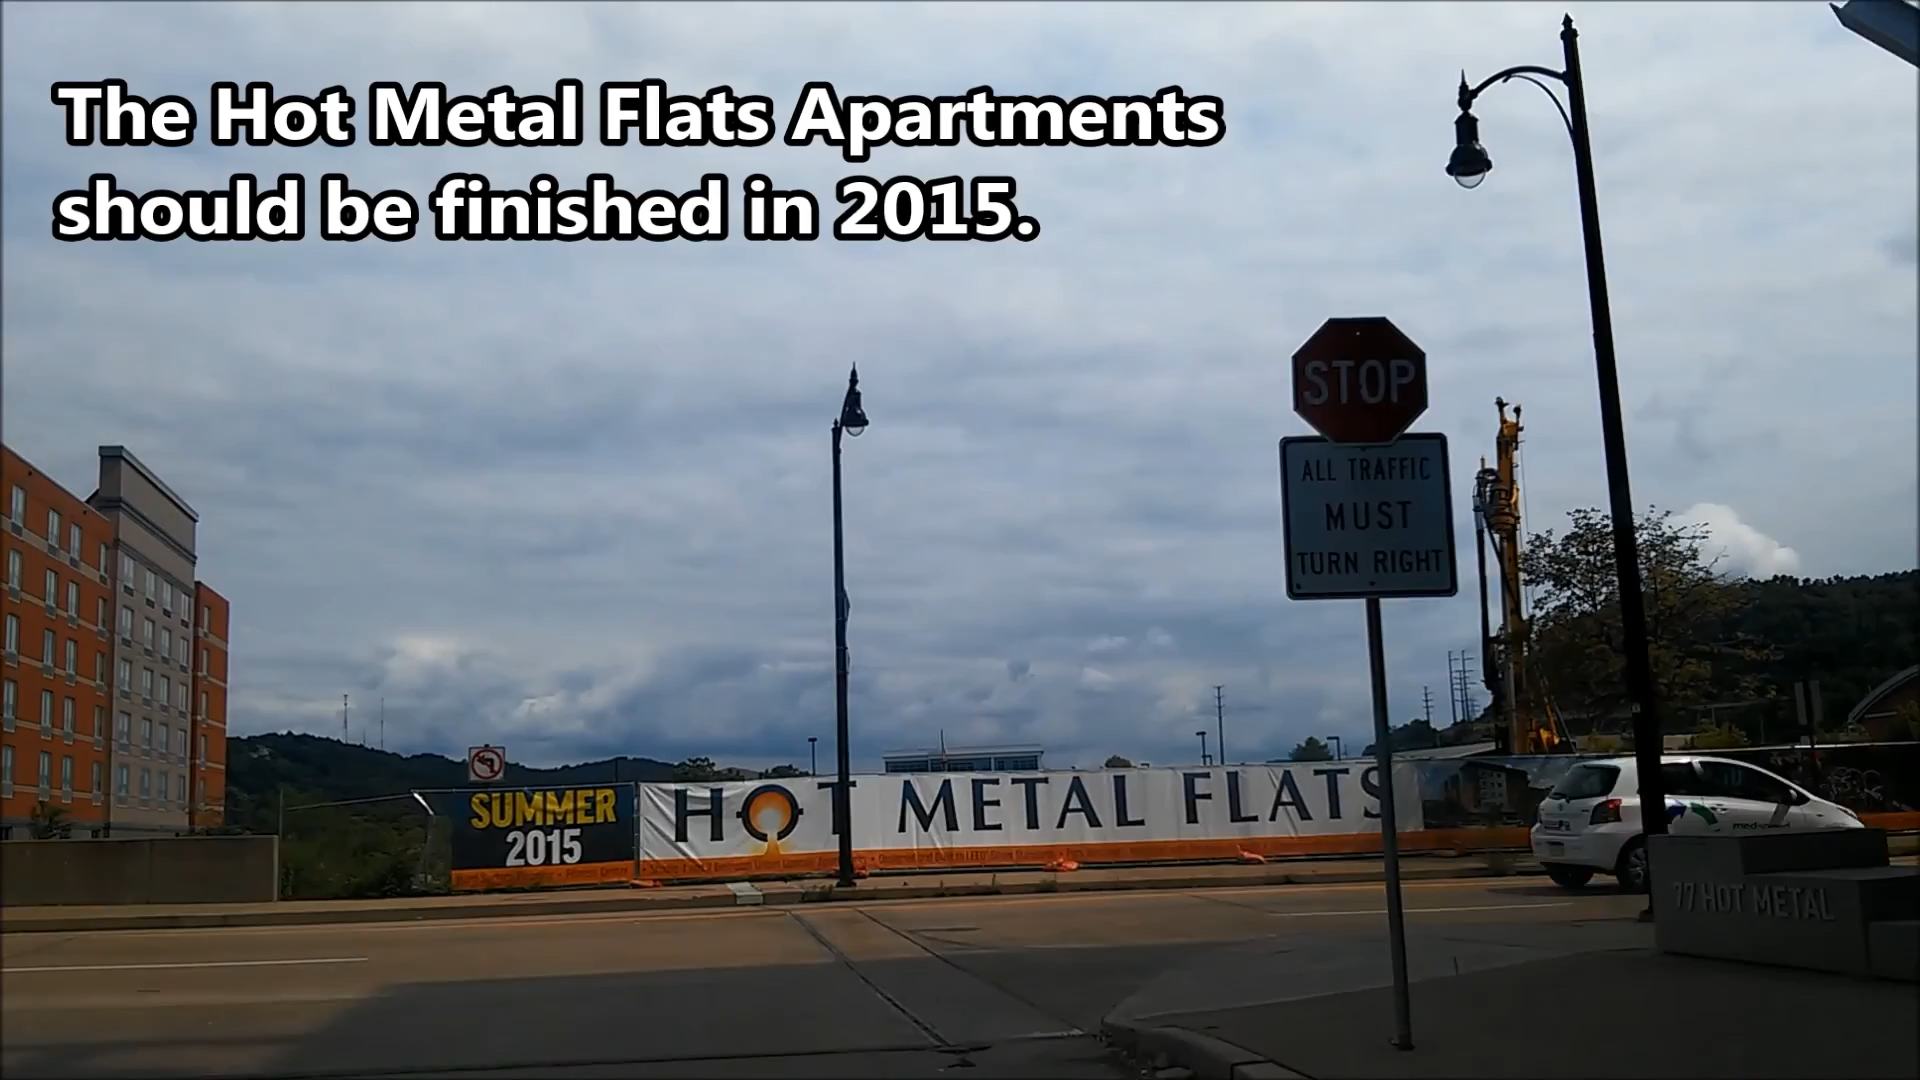 The Hot Metal Flats Apartments
should be finished in 2015.
STOP
ALL TRAFFIC
MUST
TURN RIGHT
SUMMER
2015
HOT METAL FLATS
77 HOT METAL